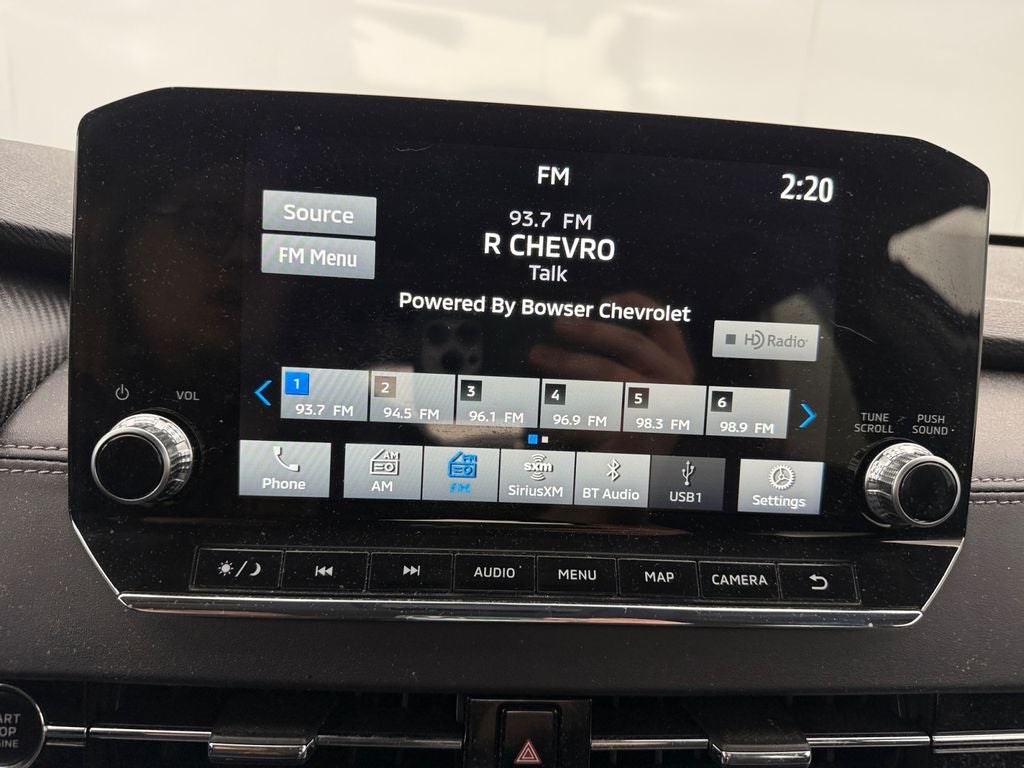 FM
2:20
Source
93.7 FM
R CHEVRO
FM Menu
Talk
Powered By Bowser Chevrolet
HD Radio
1
93.7 FM
2
94.5 FM
3
96.1 FM
4
96.9 FM
5
98.3 FM
6
98.9 FM
VOL
TUNE
SCROLL
PUSH
SOUND
Phone
AM
AM
FM
FM
sxm
SiriusXM
BT Audio
USB1
Settings
AUDIO
MENU
MAP
CAMERA